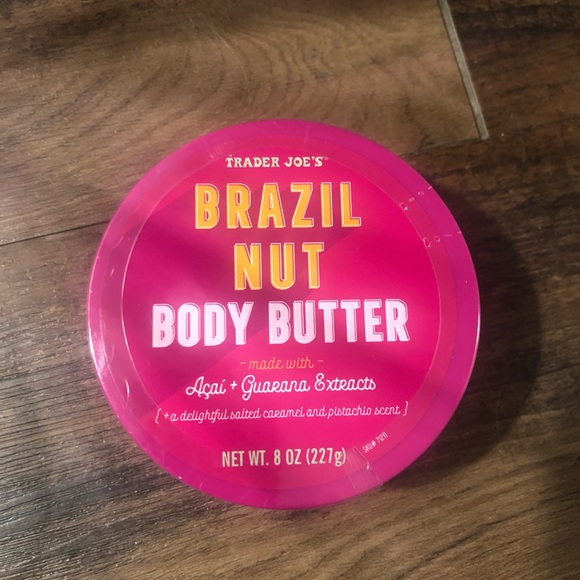 TRADER JOE'S
BRAZIL
NUT
BODY BUTTER
- made with -
Açaí + Guarana Extracts
{ + a delightful salted caramel and pistachio scent }
NET WT. 8 OZ (227g)